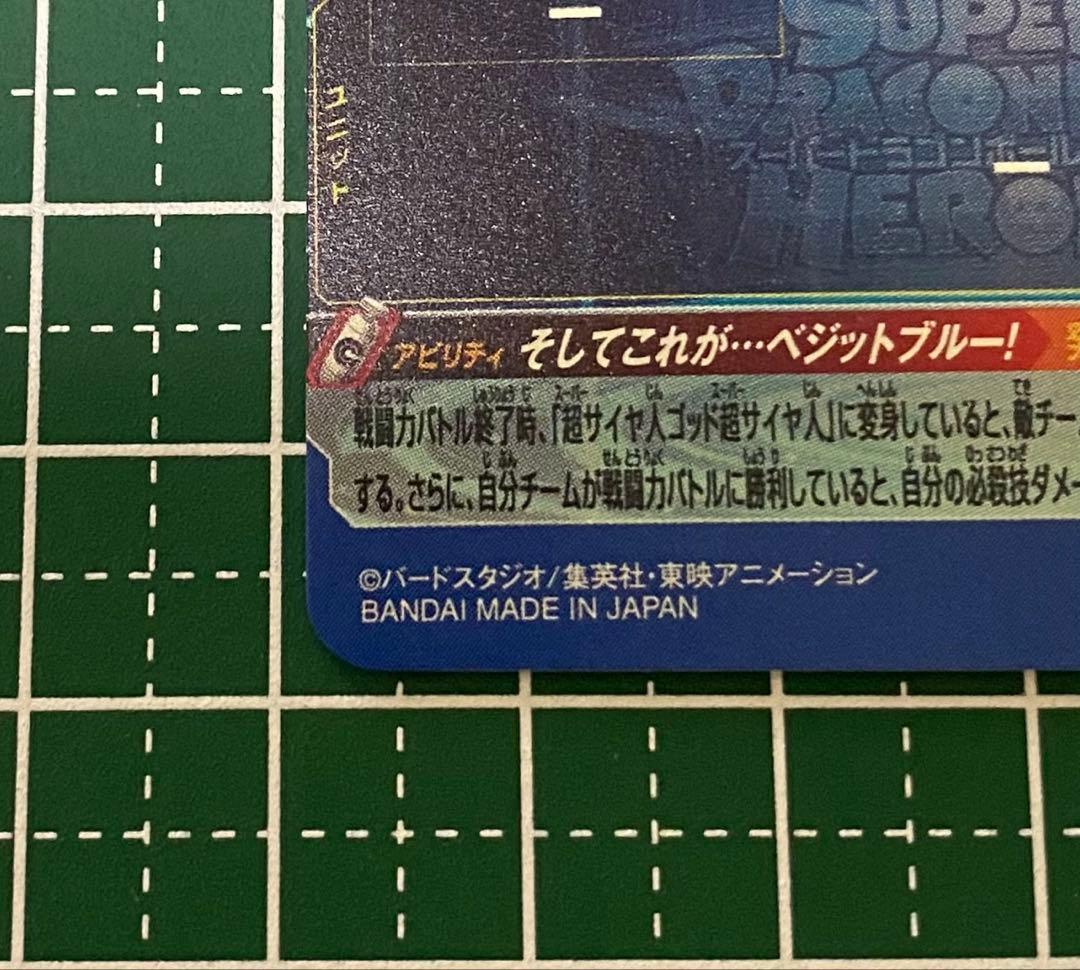 SUPE
DRAGON
スーパードラゴンボール
HERO
ユニット
アビリティ そしてこれが…ベジットブルー!
戦闘力バトル終了時、「超サイヤ人ゴッド超サイヤ人」に変身していると、敵チー
する。さらに、自分チームが戦闘力バトルに勝利していると、自分の必殺技ダメー
©バードスタジオ/集英社・東映アニメーション
BANDAI MADE IN JAPAN